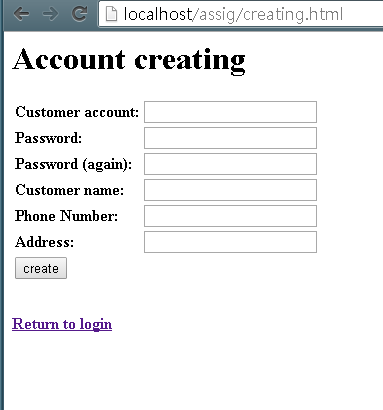 localhost/assig/creating.html
Account creating
Customer account:
Password:
Password (again):
Customer name:
Phone Number:
Address:
create
Return to login